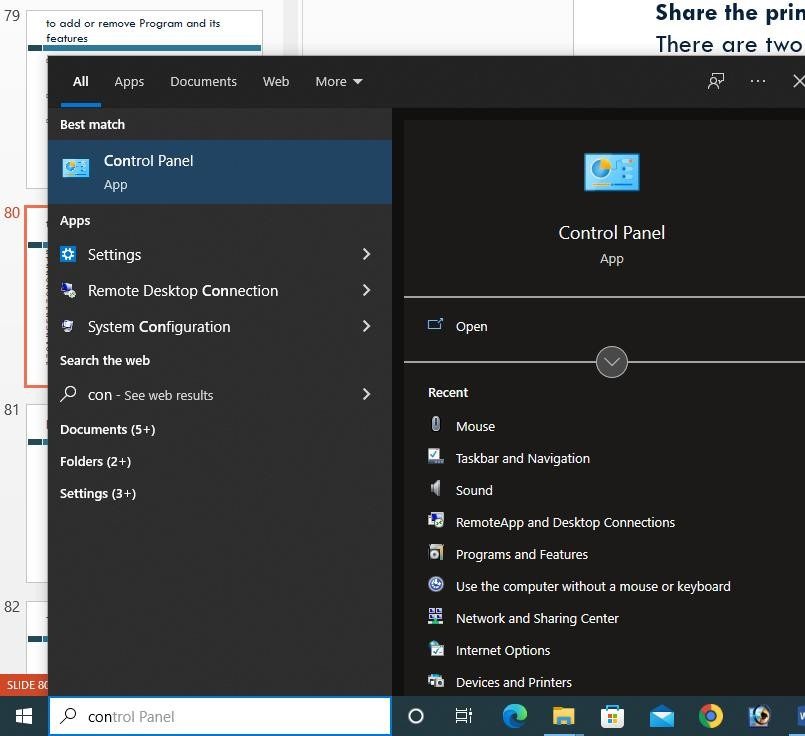 79
to add or remove Program and its
features
Share the prin
There are two
All Apps Documents Web More
Best match
Control Panel
App
Apps
Settings
Remote Desktop Connection
System Configuration
Search the web
con - See web results
Documents (5+)
Folders (2+)
Settings (3+)
Control Panel
App
Open
Recent
Mouse
Taskbar and Navigation
Sound
RemoteApp and Desktop Connections
Programs and Features
Use the computer without a mouse or keyboard
Network and Sharing Center
Internet Options
Devices and Printers
80
81
82
SLIDE 80
control Panel